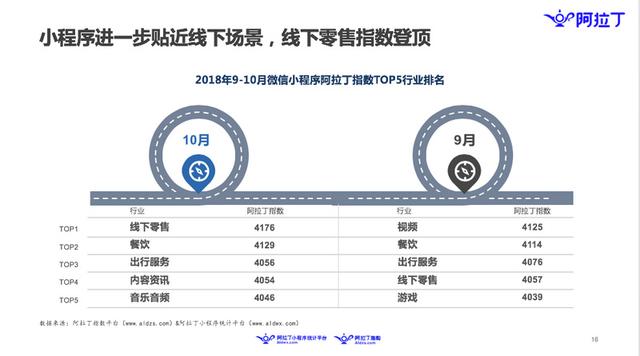 阿拉丁
小程序进一步贴近线下场景，线下零售指数登顶
2018年9-10月微信小程序阿拉丁指数TOP5行业排名
10月
9月
行业 阿拉丁指数 行业 阿拉丁指数
TOP1 线下零售 4176 视频 4125
TOP2 餐饮 4129 餐饮 4114
TOP3 出行服务 4056 出行服务 4076
TOP4 内容资讯 4054 线下零售 4057
TOP5 音乐音频 4046 游戏 4039
数据来源：阿拉丁指数平台（www.aldzs.com）&阿拉丁小程序统计平台（www.aldwx.com）
阿拉丁小程序统计平台 阿拉丁指数
Aldwx.com Aldzs.com
16